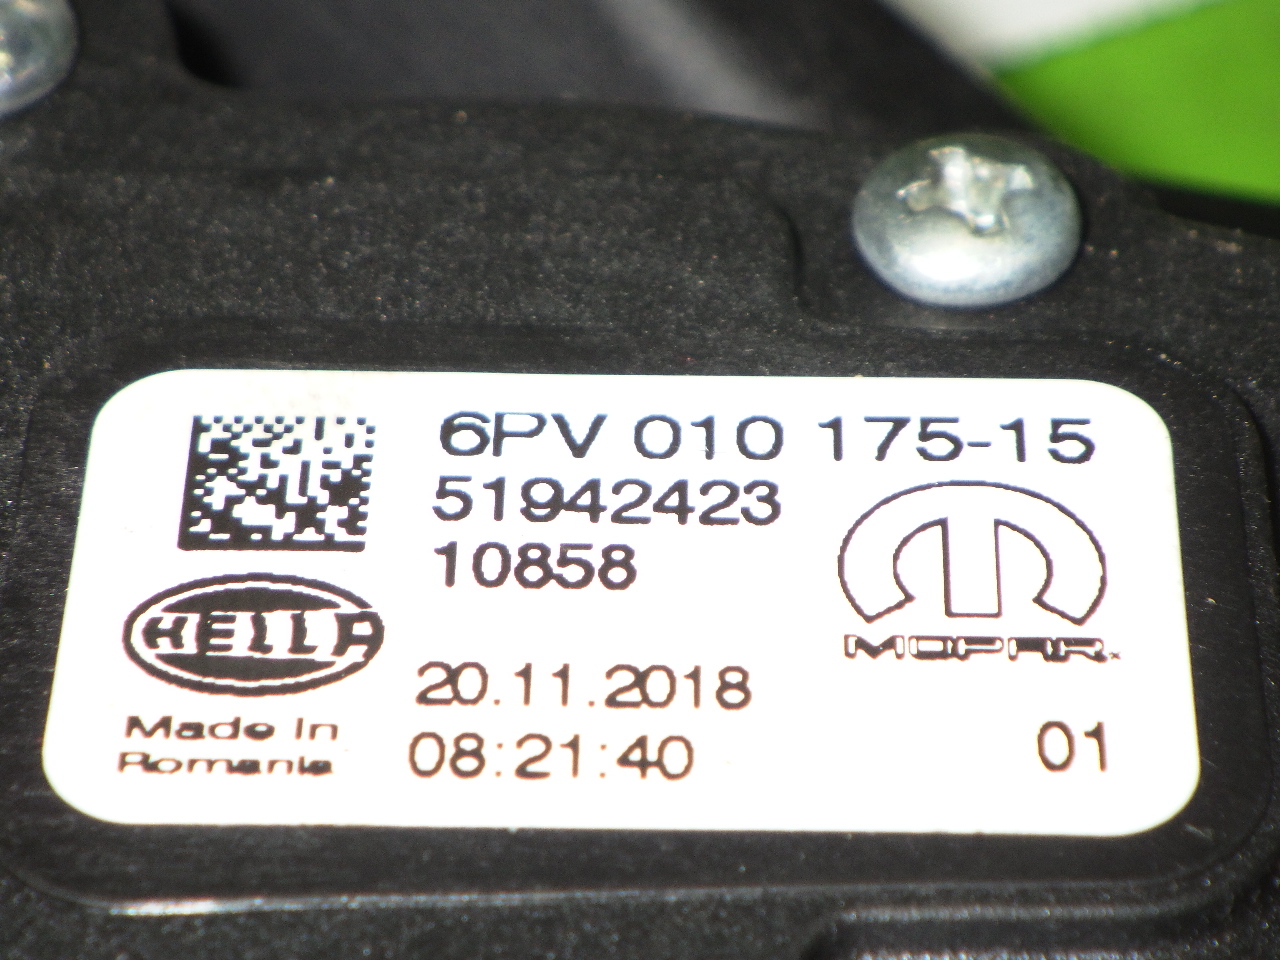 6PV 010 175-15
51942423
10858
HELLA
MOPAR
20.11.2018
Made In
Romania
08:21:40
01